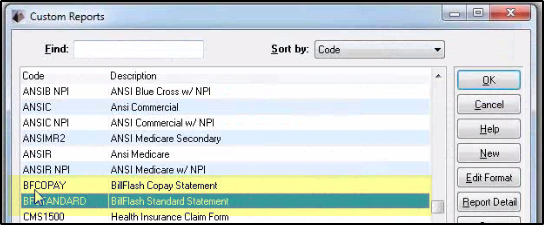 Custom Reports
Find: Sort by: Code
Code Description
ANSIB NPI ANSI Blue Cross w/ NPI OK
ANSIC Ansi Commercial Cancel
ANSIC NPI ANSI Commercial w/ NPI Help
ANSIMR2 ANSI Medicare Secondary
ANSIR Ansi Medicare New
ANSIR NPI ANSI Medicare w/ NPI Edit Format
BFCOPAY BillFlash Copay Statement
BFSTANDARD BillFlash Standard Statement Report Detail
CMS1500 Health Insurance Claim Form